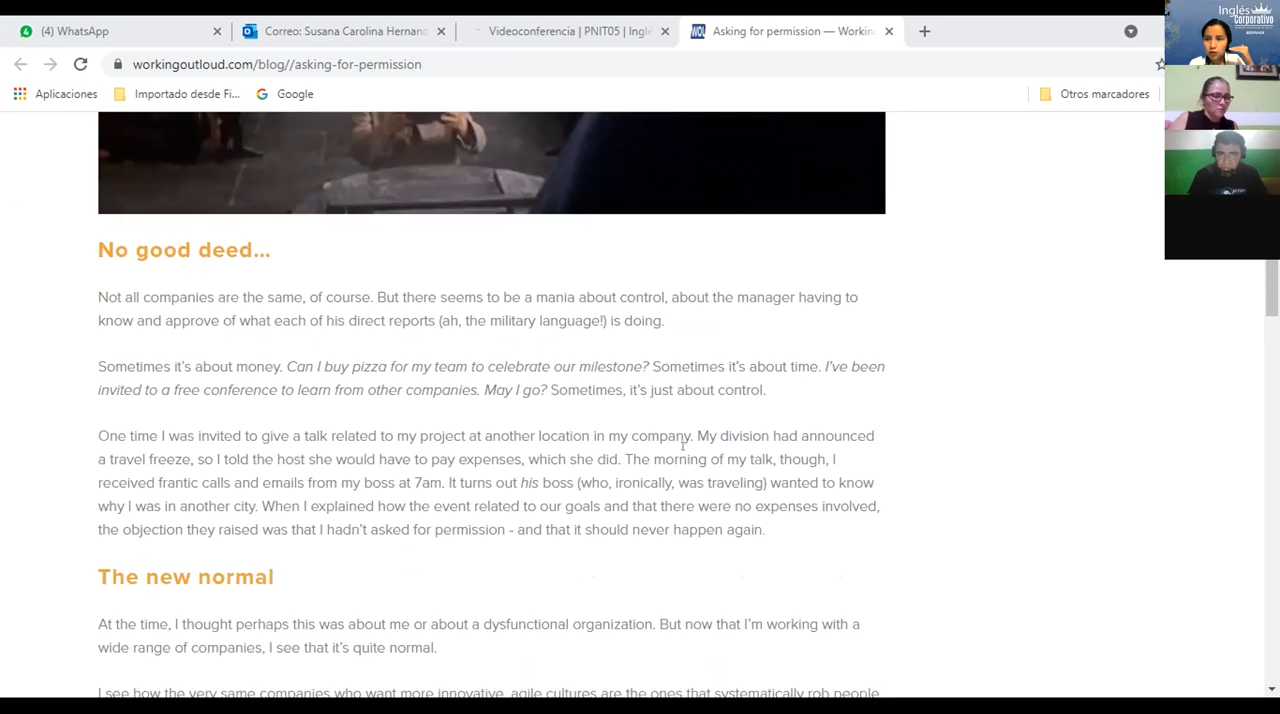 (4) WhatsApp
Correo: Susana Carolina Hernan
Videoconferencia | PNIT05 | Ingle
WOL
Asking for permission — Workin
workingoutloud.com/blog//asking-for-permission
Aplicaciones
Importado desde Fi...
Google
Otros marcadores
Inglés
Corporativo
No good deed...
Not all companies are the same, of course. But there seems to be a mania about control, about the manager having to
know and approve of what each of his direct reports (ah, the military language!) is doing.
Sometimes it's about money. Can I buy pizza for my team to celebrate our milestone? Sometimes it's about time. I've been
invited to a free conference to learn from other companies. May I go? Sometimes, it's just about control.
One time I was invited to give a talk related to my project at another location in my company. My division had announced
a travel freeze, so I told the host she would have to pay expenses, which she did. The morning of my talk, though, I
received frantic calls and emails from my boss at 7am. It turns out his boss (who, ironically, was traveling) wanted to know
why I was in another city. When I explained how the event related to our goals and that there were no expenses involved,
the objection they raised was that I hadn't asked for permission - and that it should never happen again.
The new normal
At the time, I thought perhaps this was about me or about a dysfunctional organization. But now that I'm working with a
wide range of companies, I see that it's quite normal.
I see how the very same companies who want more innovative, agile cultures are the ones that systematically rob people